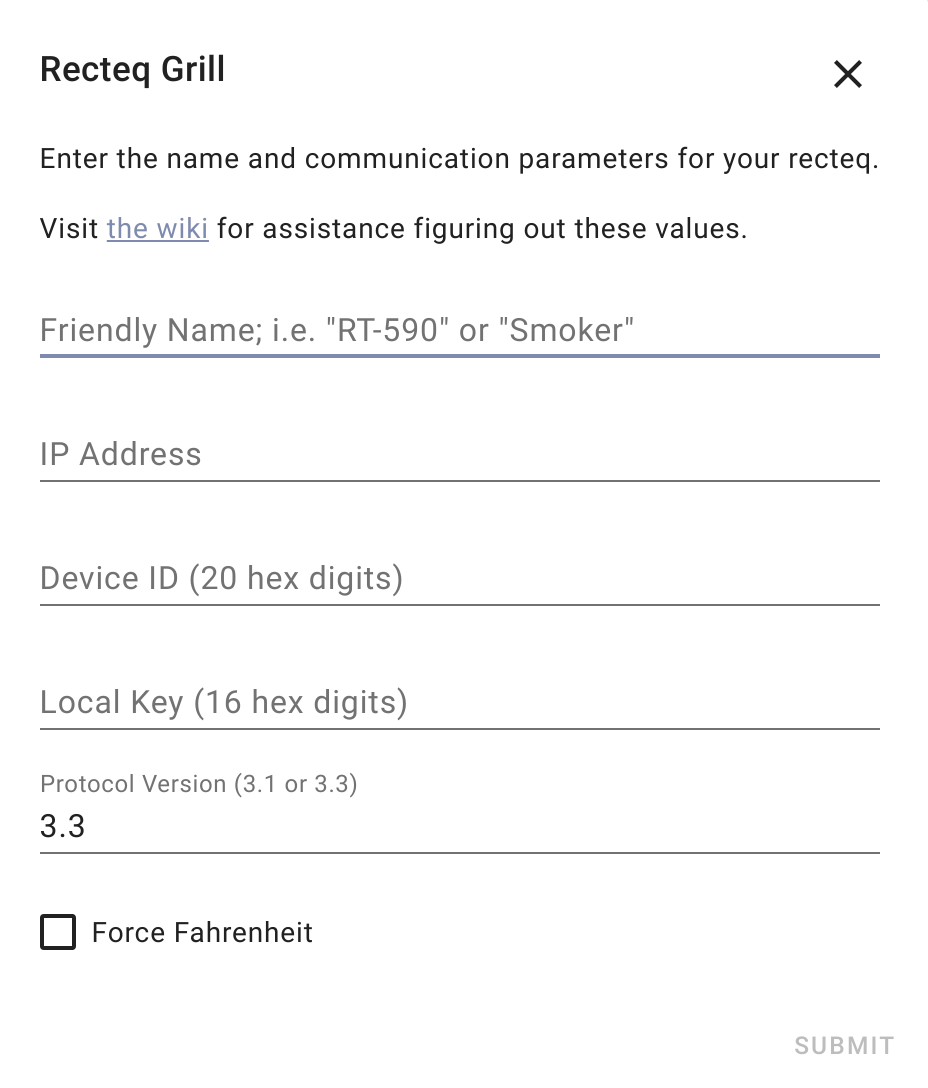 Recteq Grill
Enter the name and communication parameters for your recteq.
Visit the wiki for assistance figuring out these values.
Friendly Name; i.e. "RT-590" or "Smoker"
IP Address
Device ID (20 hex digits)
Local Key (16 hex digits)
Protocol Version (3.1 or 3.3)
3.3
Force Fahrenheit
SUBMIT